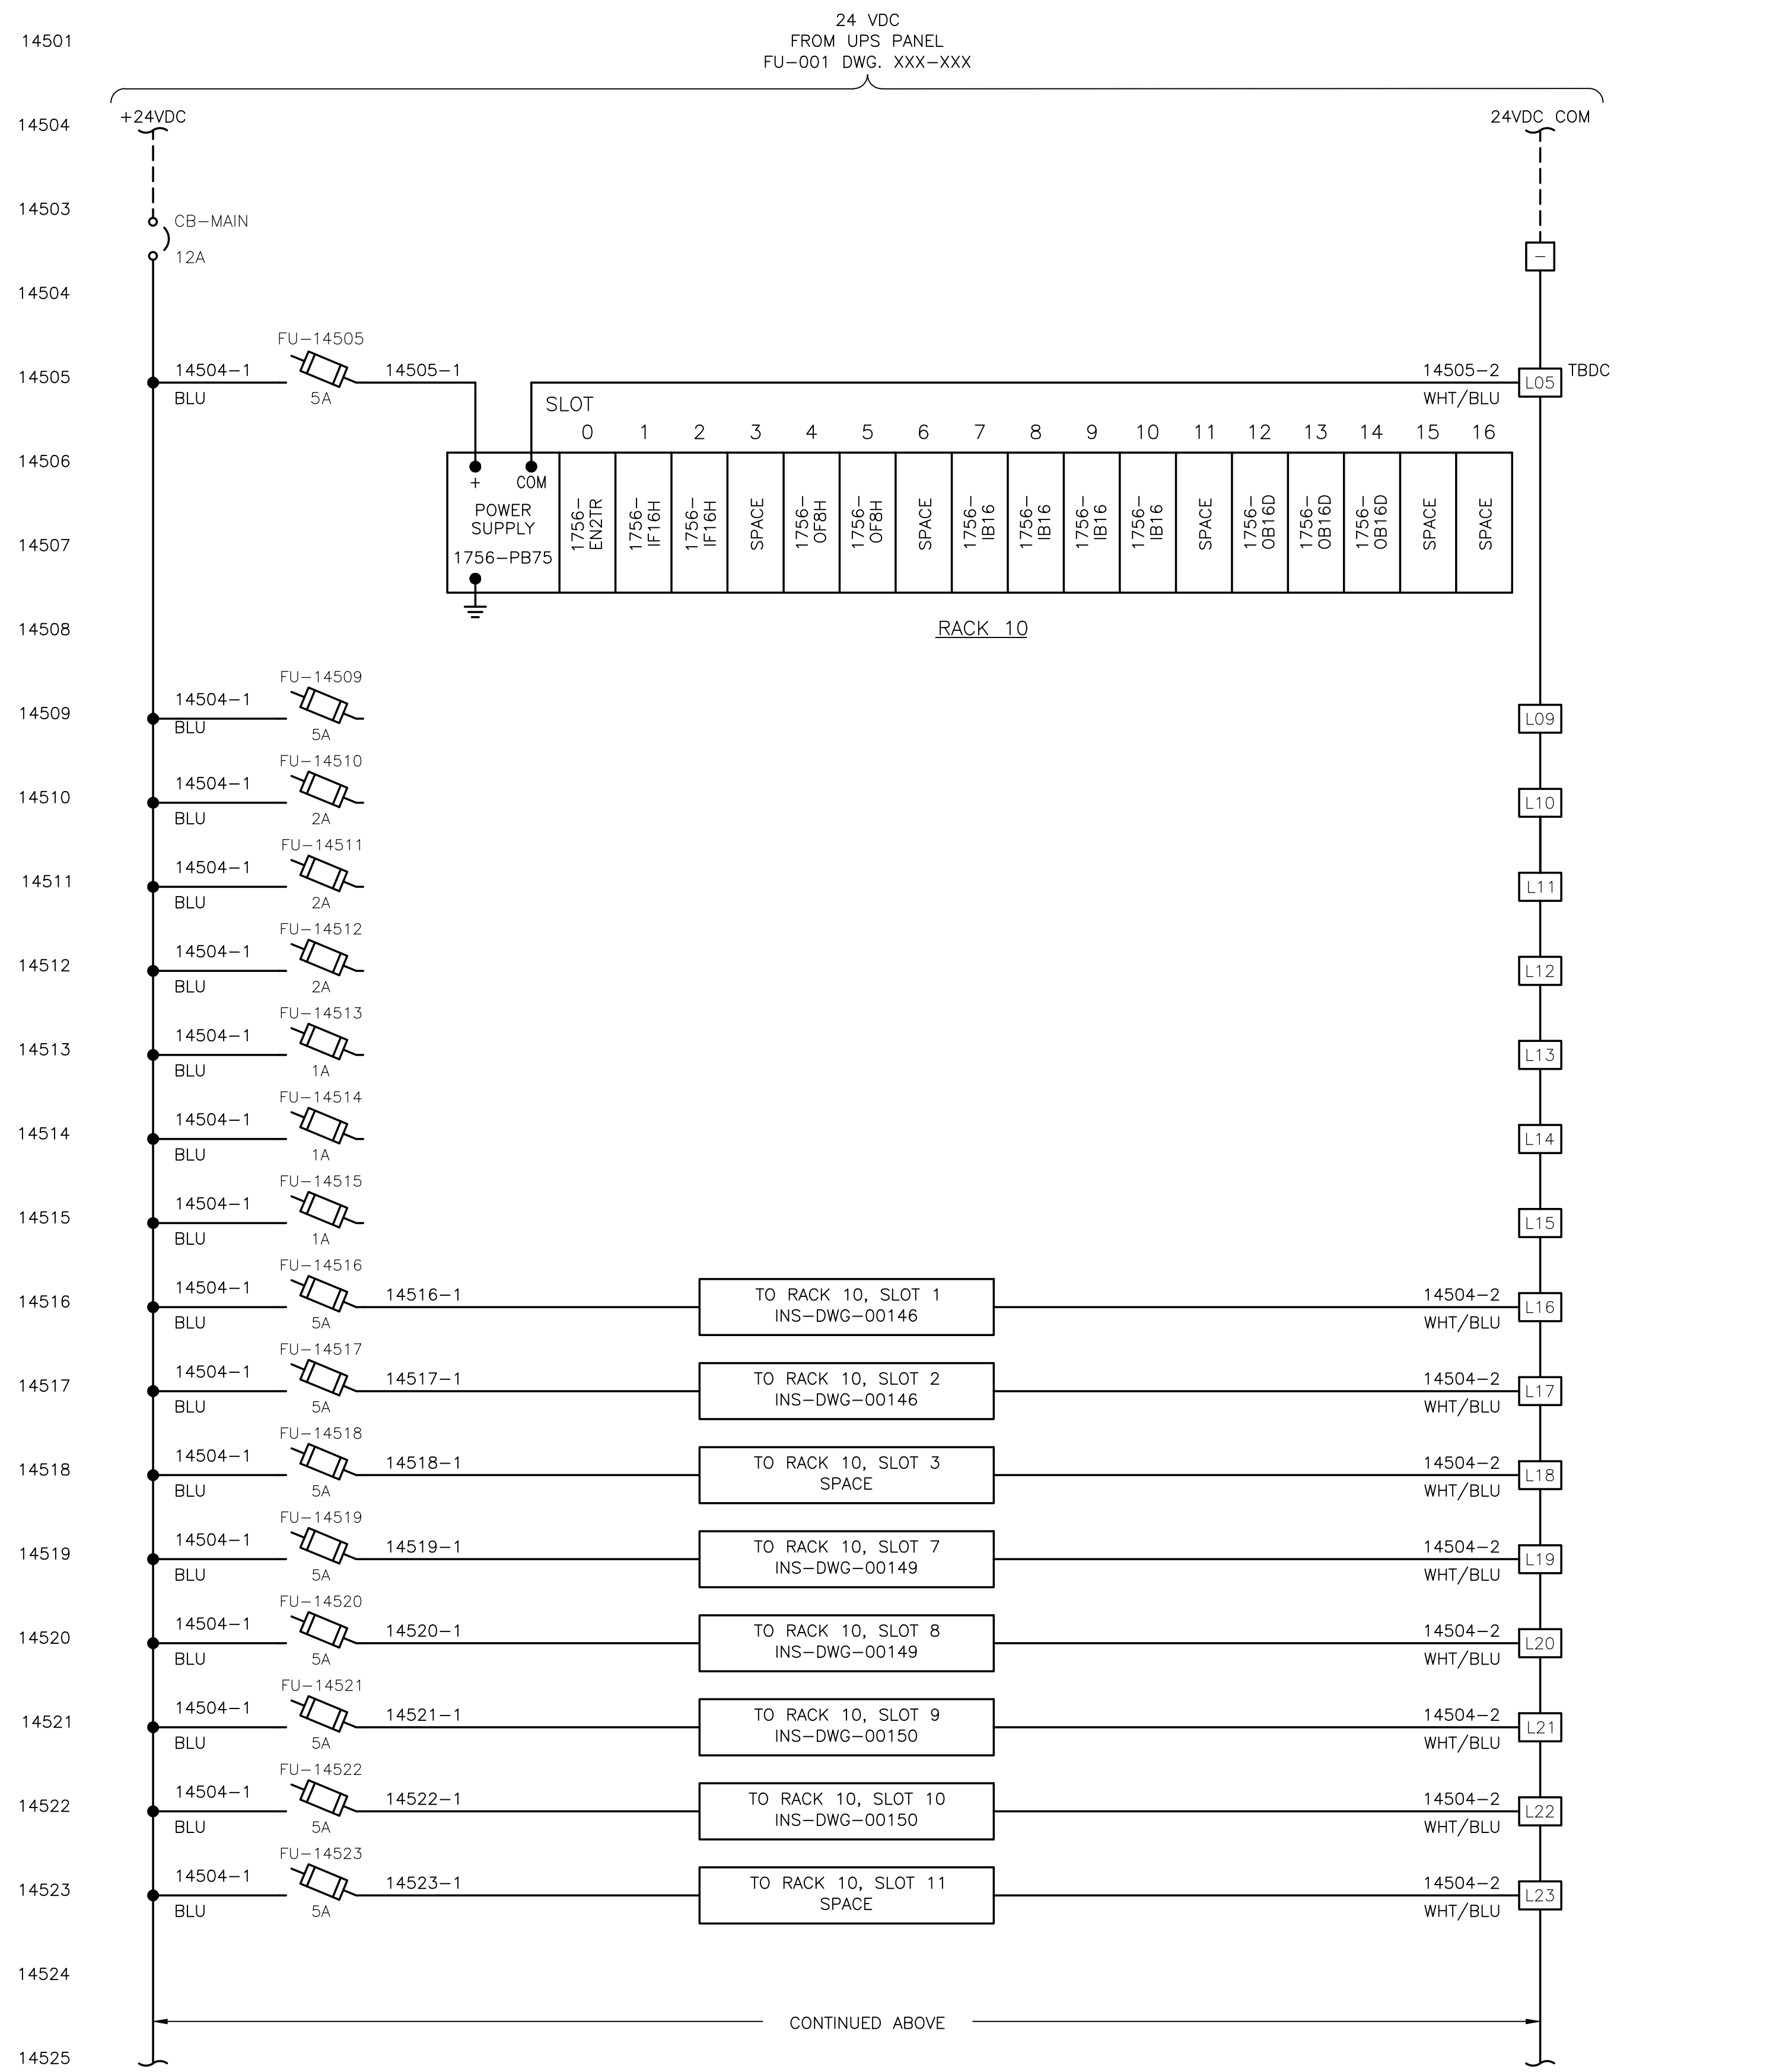 24 VDC
14501
FROM UPS PANEL
FU-001 DWG. XXX-XXX
14504
+24VDC
24VDC COM
14503
CB-MAIN
12A
-
14504
FU-14505
14505
14504-1
14505-1
14505-2
L05
TBDC
BLU
5A
WHT/BLU
SLOT
0 1 2 3 4 5 6 7 8 9 10 11 12 13 14 15 16
14506
+
COM
POWER
SUPPLY
1756-PB75
1756-
EN2TR
1756-
IF16H
1756-
IF16H
SPACE
1756-
OF8H
1756-
OF8H
SPACE
1756-
IB16
1756-
IB16
1756-
IB16
1756-
IB16
SPACE
1756-
OB16D
1756-
OB16D
1756-
OB16D
SPACE
SPACE
14507
14508
RACK 10
FU-14509
14509
14504-1
L09
BLU
5A
FU-14510
14510
14504-1
L10
BLU
2A
FU-14511
14511
14504-1
L11
BLU
2A
FU-14512
14512
14504-1
L12
BLU
2A
FU-14513
14513
14504-1
L13
BLU
1A
FU-14514
14514
14504-1
L14
BLU
1A
FU-14515
14515
14504-1
L15
BLU
1A
FU-14516
14516
14504-1
14516-1
TO RACK 10, SLOT 1
INS-DWG-00146
14504-2
L16
BLU
5A
WHT/BLU
FU-14517
14517
14504-1
14517-1
TO RACK 10, SLOT 2
INS-DWG-00146
14504-2
L17
BLU
5A
WHT/BLU
FU-14518
14518
14504-1
14518-1
TO RACK 10, SLOT 3
SPACE
14504-2
L18
BLU
5A
WHT/BLU
FU-14519
14519
14504-1
14519-1
TO RACK 10, SLOT 7
INS-DWG-00149
14504-2
L19
BLU
5A
WHT/BLU
FU-14520
14520
14504-1
14520-1
TO RACK 10, SLOT 8
INS-DWG-00149
14504-2
L20
BLU
5A
WHT/BLU
FU-14521
14521
14504-1
14521-1
TO RACK 10, SLOT 9
INS-DWG-00150
14504-2
L21
BLU
5A
WHT/BLU
FU-14522
14522
14504-1
14522-1
TO RACK 10, SLOT 10
INS-DWG-00150
14504-2
L22
BLU
5A
WHT/BLU
FU-14523
14523
14504-1
14523-1
TO RACK 10, SLOT 11
SPACE
14504-2
L23
BLU
5A
WHT/BLU
14524
CONTINUED ABOVE
14525